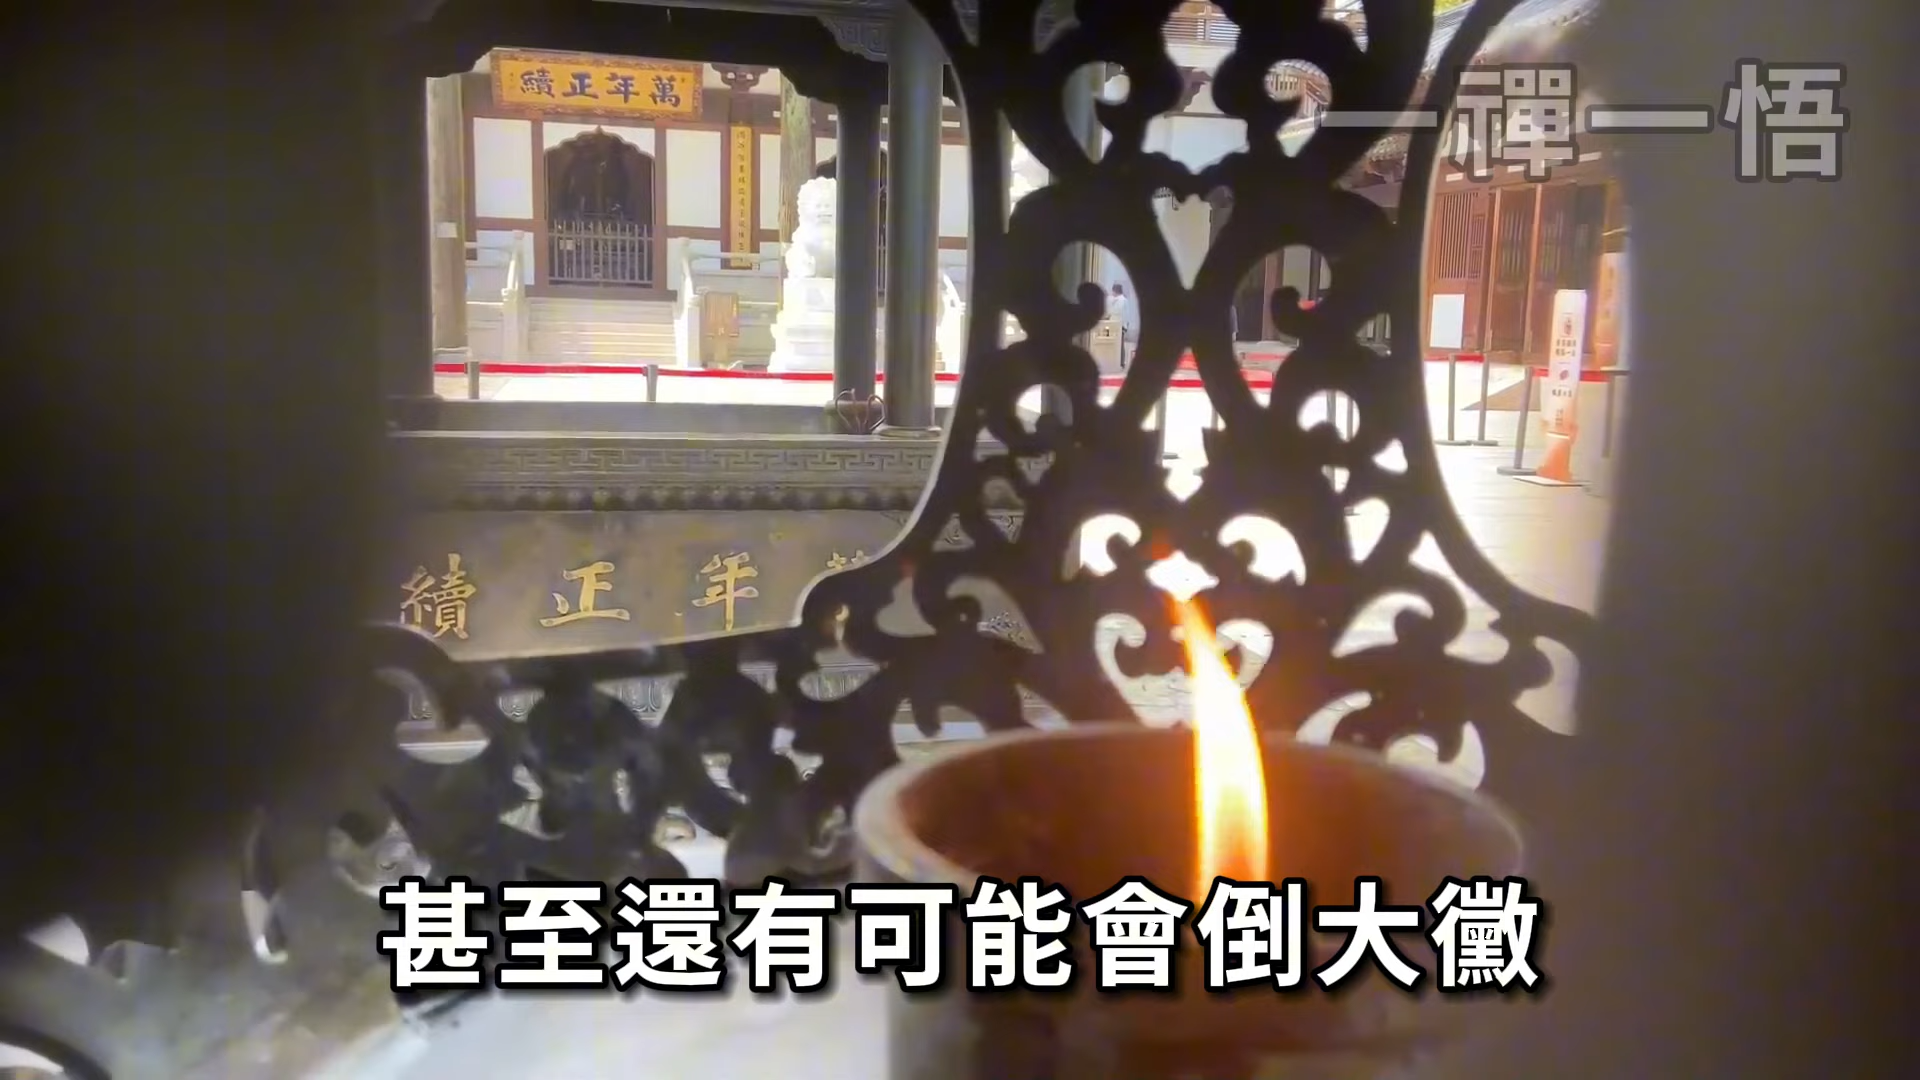 一禪一悟
續正年萬
續正年
甚至還有可能會倒大黴